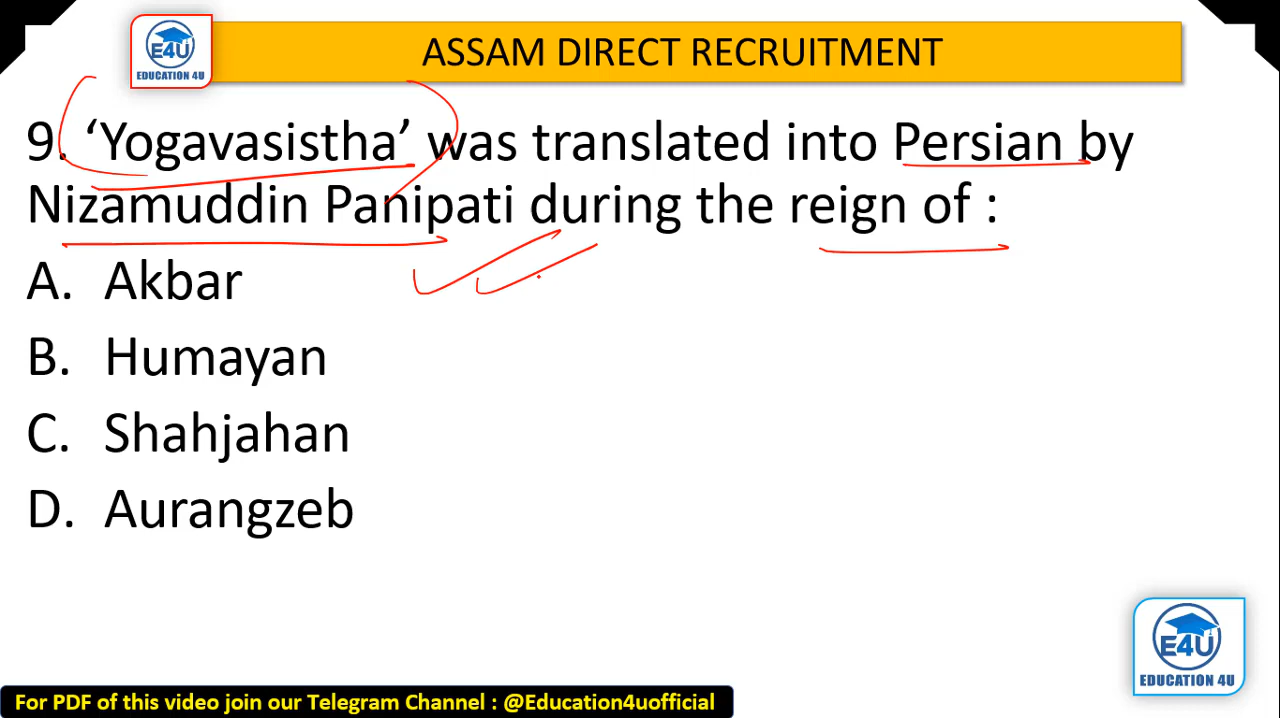 E4U
EDUCATION 4U
ASSAM DIRECT RECRUITMENT
9. ‘Yogavasistha’ was translated into Persian by
Nizamuddin Panipati during the reign of :
A. Akbar
B. Humayan
C. Shahjahan
D. Aurangzeb
E4U
EDUCATION 4U
For PDF of this video join our Telegram Channel : @Education4uofficial